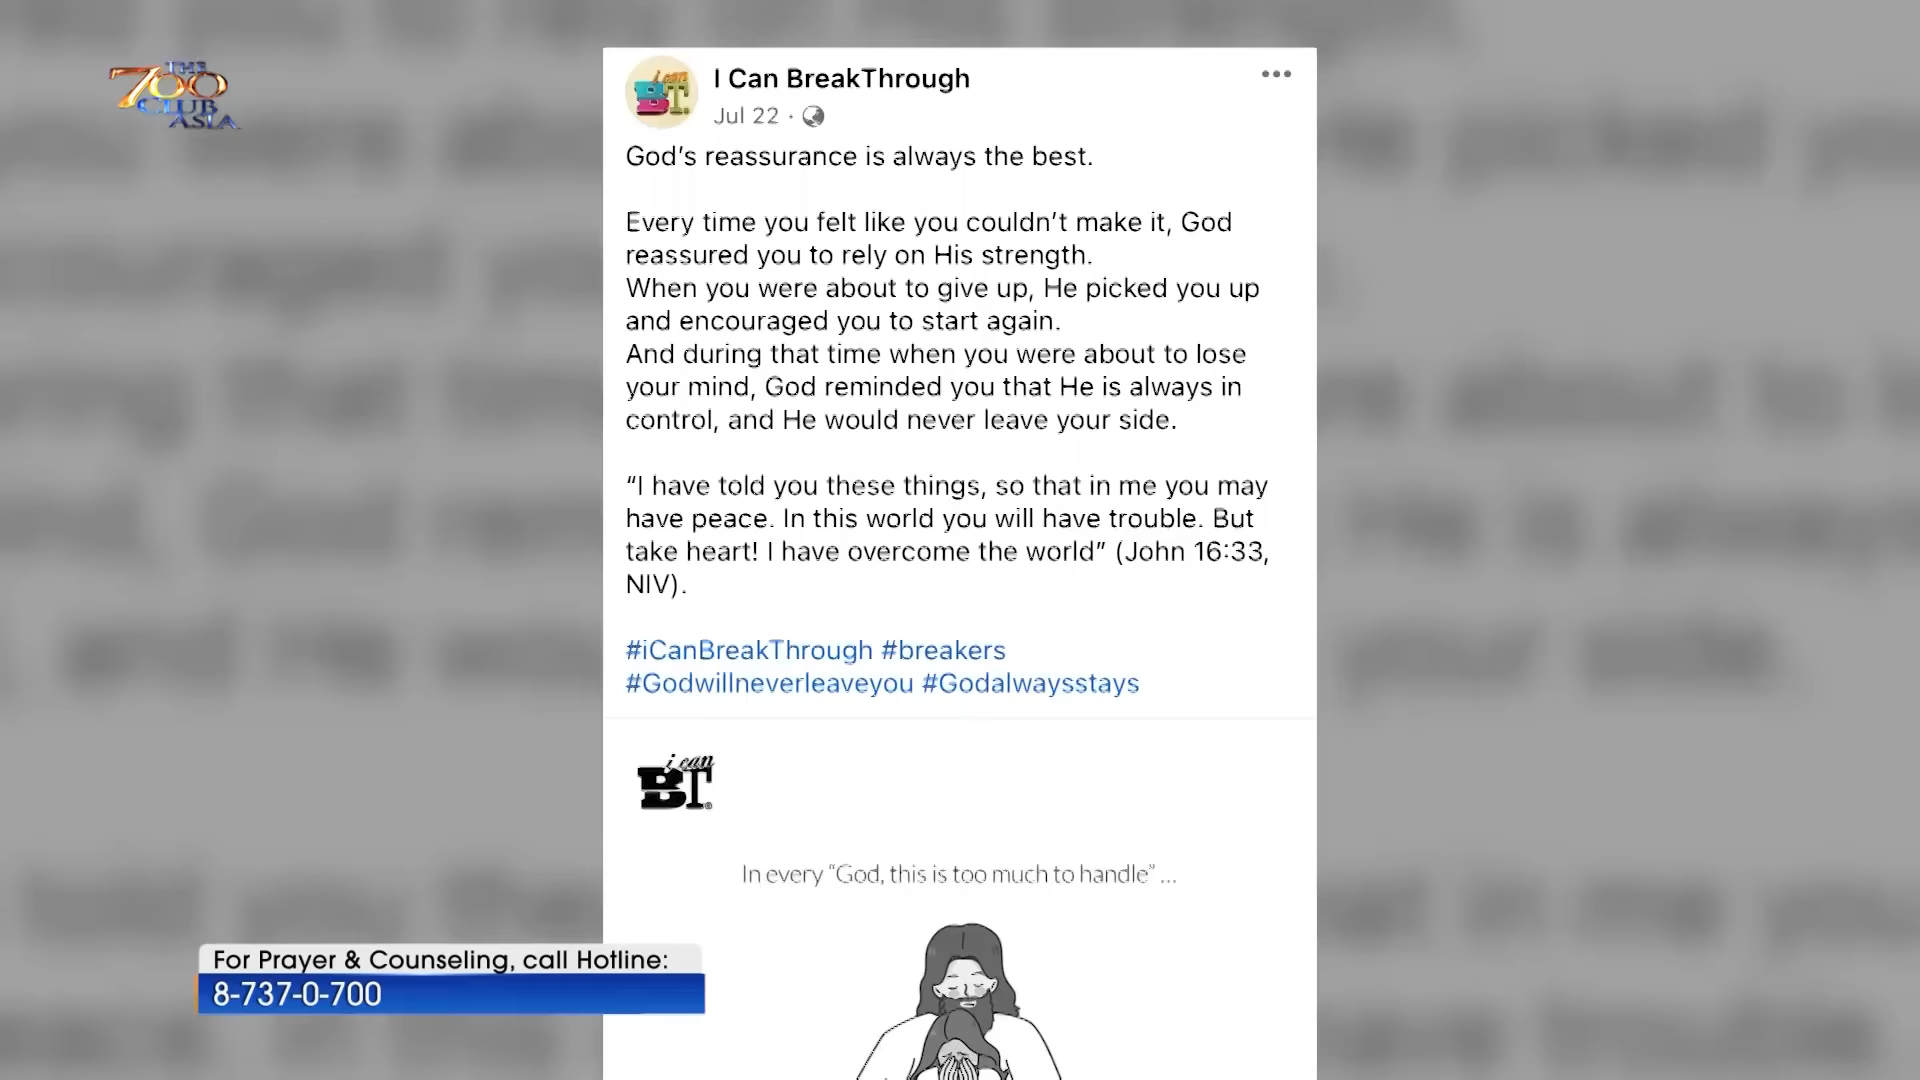 THE
700
CLUB
ASIA
i can
BT.
I Can BreakThrough
Jul 22 ·
God’s reassurance is always the best.
Every time you felt like you couldn’t make it, God
reassured you to rely on His strength.
When you were about to give up, He picked you up
and encouraged you to start again.
And during that time when you were about to lose
your mind, God reminded you that He is always in
control, and He would never leave your side.
“I have told you these things, so that in me you may
have peace. In this world you will have trouble. But
take heart! I have overcome the world” (John 16:33,
NIV).
#iCanBreakThrough #breakers
#Godwillneverleaveyou #Godalwaysstays
i can
BT®
In every “God, this is too much to handle” ...
For Prayer & Counseling, call Hotline:
8-737-0-700